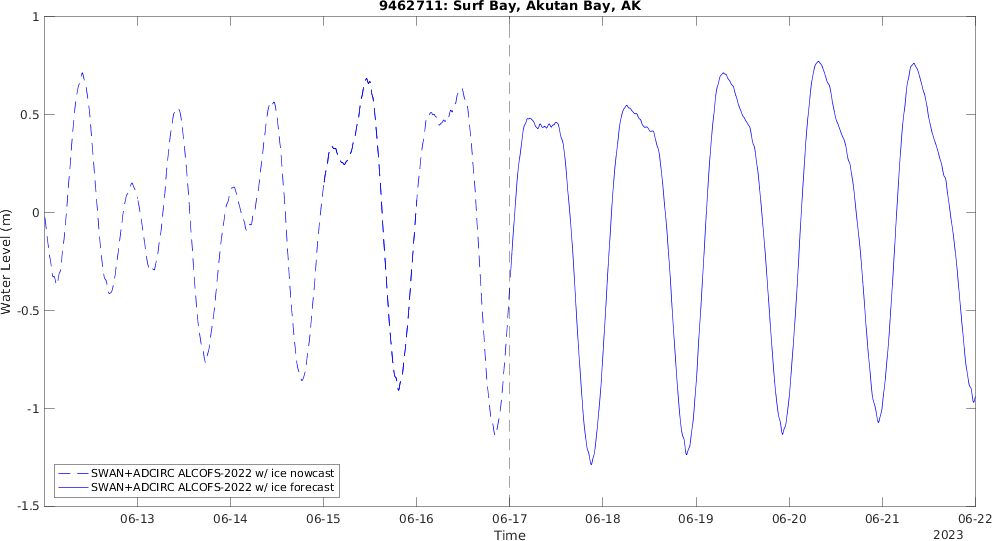 9462711: Surf Bay, Akutan Bay, AK
Water Level (m)
1
0.5
0
-0.5
-1
-1.5
SWAN+ADCIRC ALCOFS-2022 w/ ice nowcast
SWAN+ADCIRC ALCOFS-2022 w/ ice forecast
06-13 06-14 06-15 06-16 06-17 06-18 06-19 06-20 06-21 06-22
Time
2023